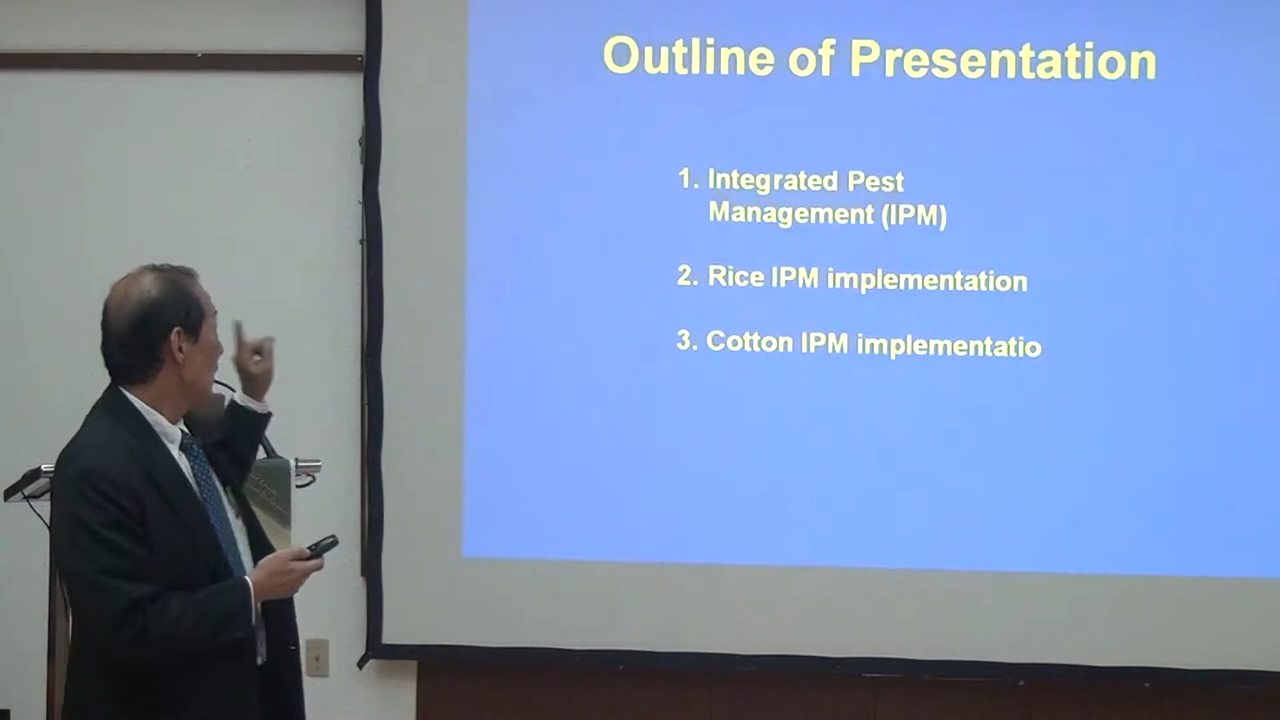 Outline of Presentation
1. Integrated Pest
Management (IPM)
2. Rice IPM implementation
3. Cotton IPM implementatio